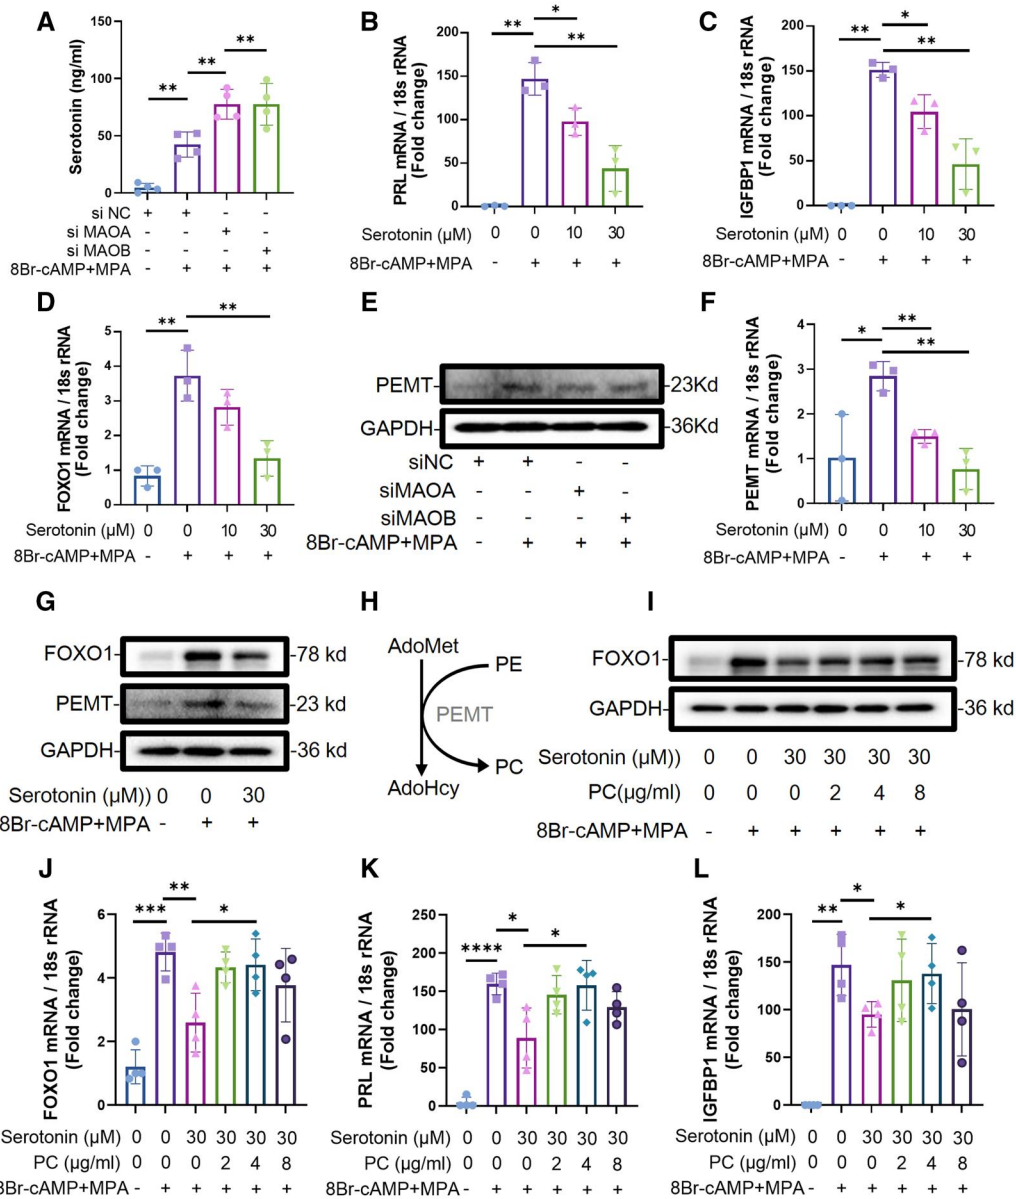 A
Serotonin (ng/ml)
150
100
50
0
**
**
**
si NC + + - -
si MAOA - - + -
si MAOB - - - +
8Br-cAMP+MPA - + + +
B
PRL mRNA / 18s rRNA
(Fold change)
200
150
100
50
0
**
*
**
Serotonin (µM) 0 0 10 30
8Br-cAMP+MPA - + + +
C
IGFBP1 mRNA / 18s rRNA
(Fold change)
200
150
100
50
0
**
*
**
Serotonin (µM) 0 0 10 30
8Br-cAMP+MPA - + + +
D
FOXO1 mRNA / 18s rRNA
(Fold change)
5
4
3
2
1
0
**
**
Serotonin (µM) 0 0 10 30
8Br-cAMP+MPA - + + +
E
PEMT- -23Kd
GAPDH- -36Kd
siNC + + - -
siMAOA - - + -
siMAOB - - - +
8Br-cAMP+MPA - + + +
F
PEMT mRNA / 18s rRNA
(Fold change)
4
3
2
1
0
*
**
**
Serotonin (µM) 0 0 10 30
8Br-cAMP+MPA - + + +
G
FOXO1- -78 kd
PEMT- -23 kd
GAPDH- -36 kd
Serotonin (µM)) 0 0 30
8Br-cAMP+MPA - + +
H
AdoMet
PE
PEMT
PC
AdoHcy
I
FOXO1- -78 kd
GAPDH- -36 kd
Serotonin (µM)) 0 0 30 30 30 30
PC(µg/ml) 0 0 0 2 4 8
8Br-cAMP+MPA - + + + + +
J
FOXO1 mRNA / 18s rRNA
(Fold change)
6
4
2
0
***
**
*
Serotonin (µM) 0 0 30 30 30 30
PC (µg/ml) 0 0 0 2 4 8
8Br-cAMP+MPA - + + + + +
K
PRL mRNA / 18s rRNA
(Fold change)
250
200
150
100
50
0
****
*
*
Serotonin (µM) 0 0 30 30 30 30
PC (µg/ml) 0 0 0 2 4 8
8Br-cAMP+MPA - + + + + +
L
IGFBP1 mRNA / 18s rRNA
(Fold change)
200
150
100
50
0
**
*
*
Serotonin (µM) 0 0 30 30 30 30
PC (µg/ml) 0 0 0 2 4 8
8Br-cAMP+MPA - + + + + +